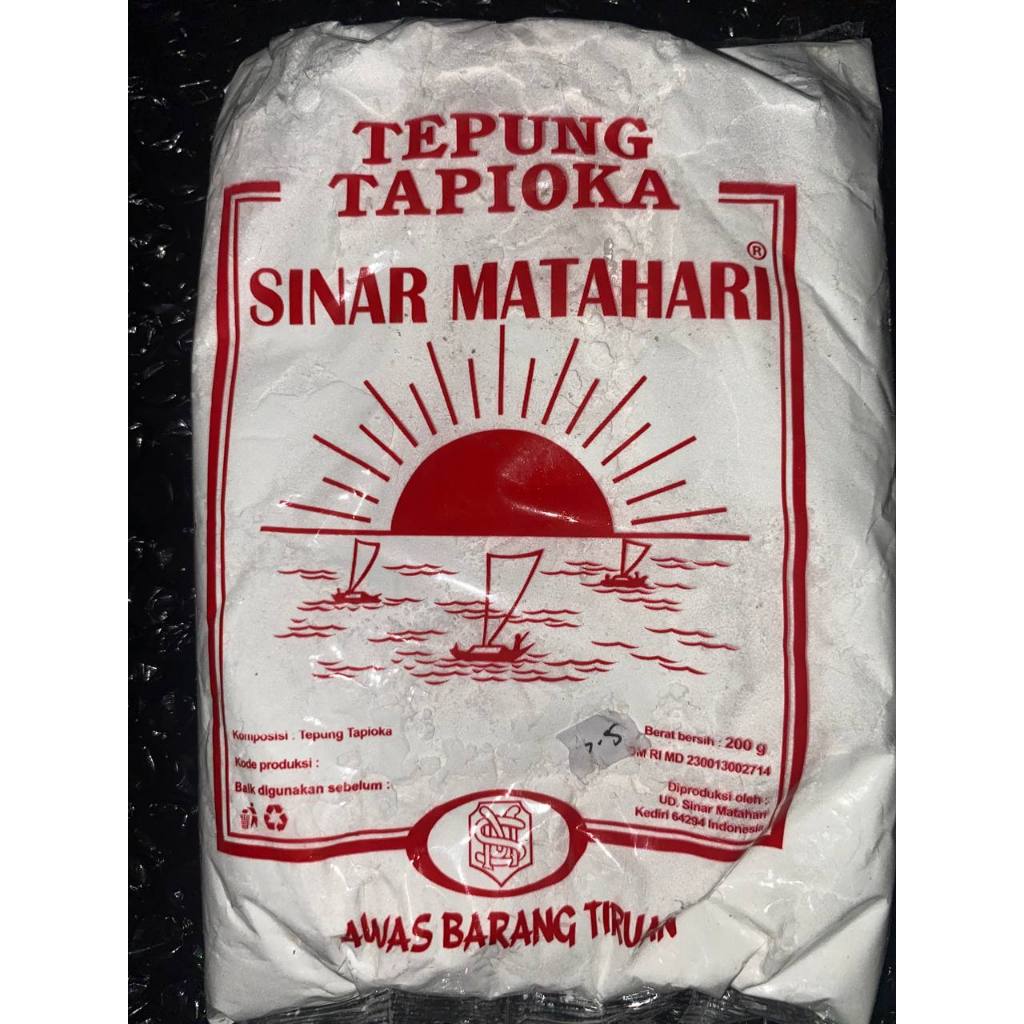 TEPUNG
TAPIOKA
SINAR MATAHARI ®
Komposisi : Tepung Tapioka
Kode produksi :
Baik digunakan sebelum :
Berat bersih : 200 g
RI MD 230013002714
Diproduksi oleh :
UD. Sinar Matahari
Kediri 64294 Indonesia
AWAS BARANG TIRUAN